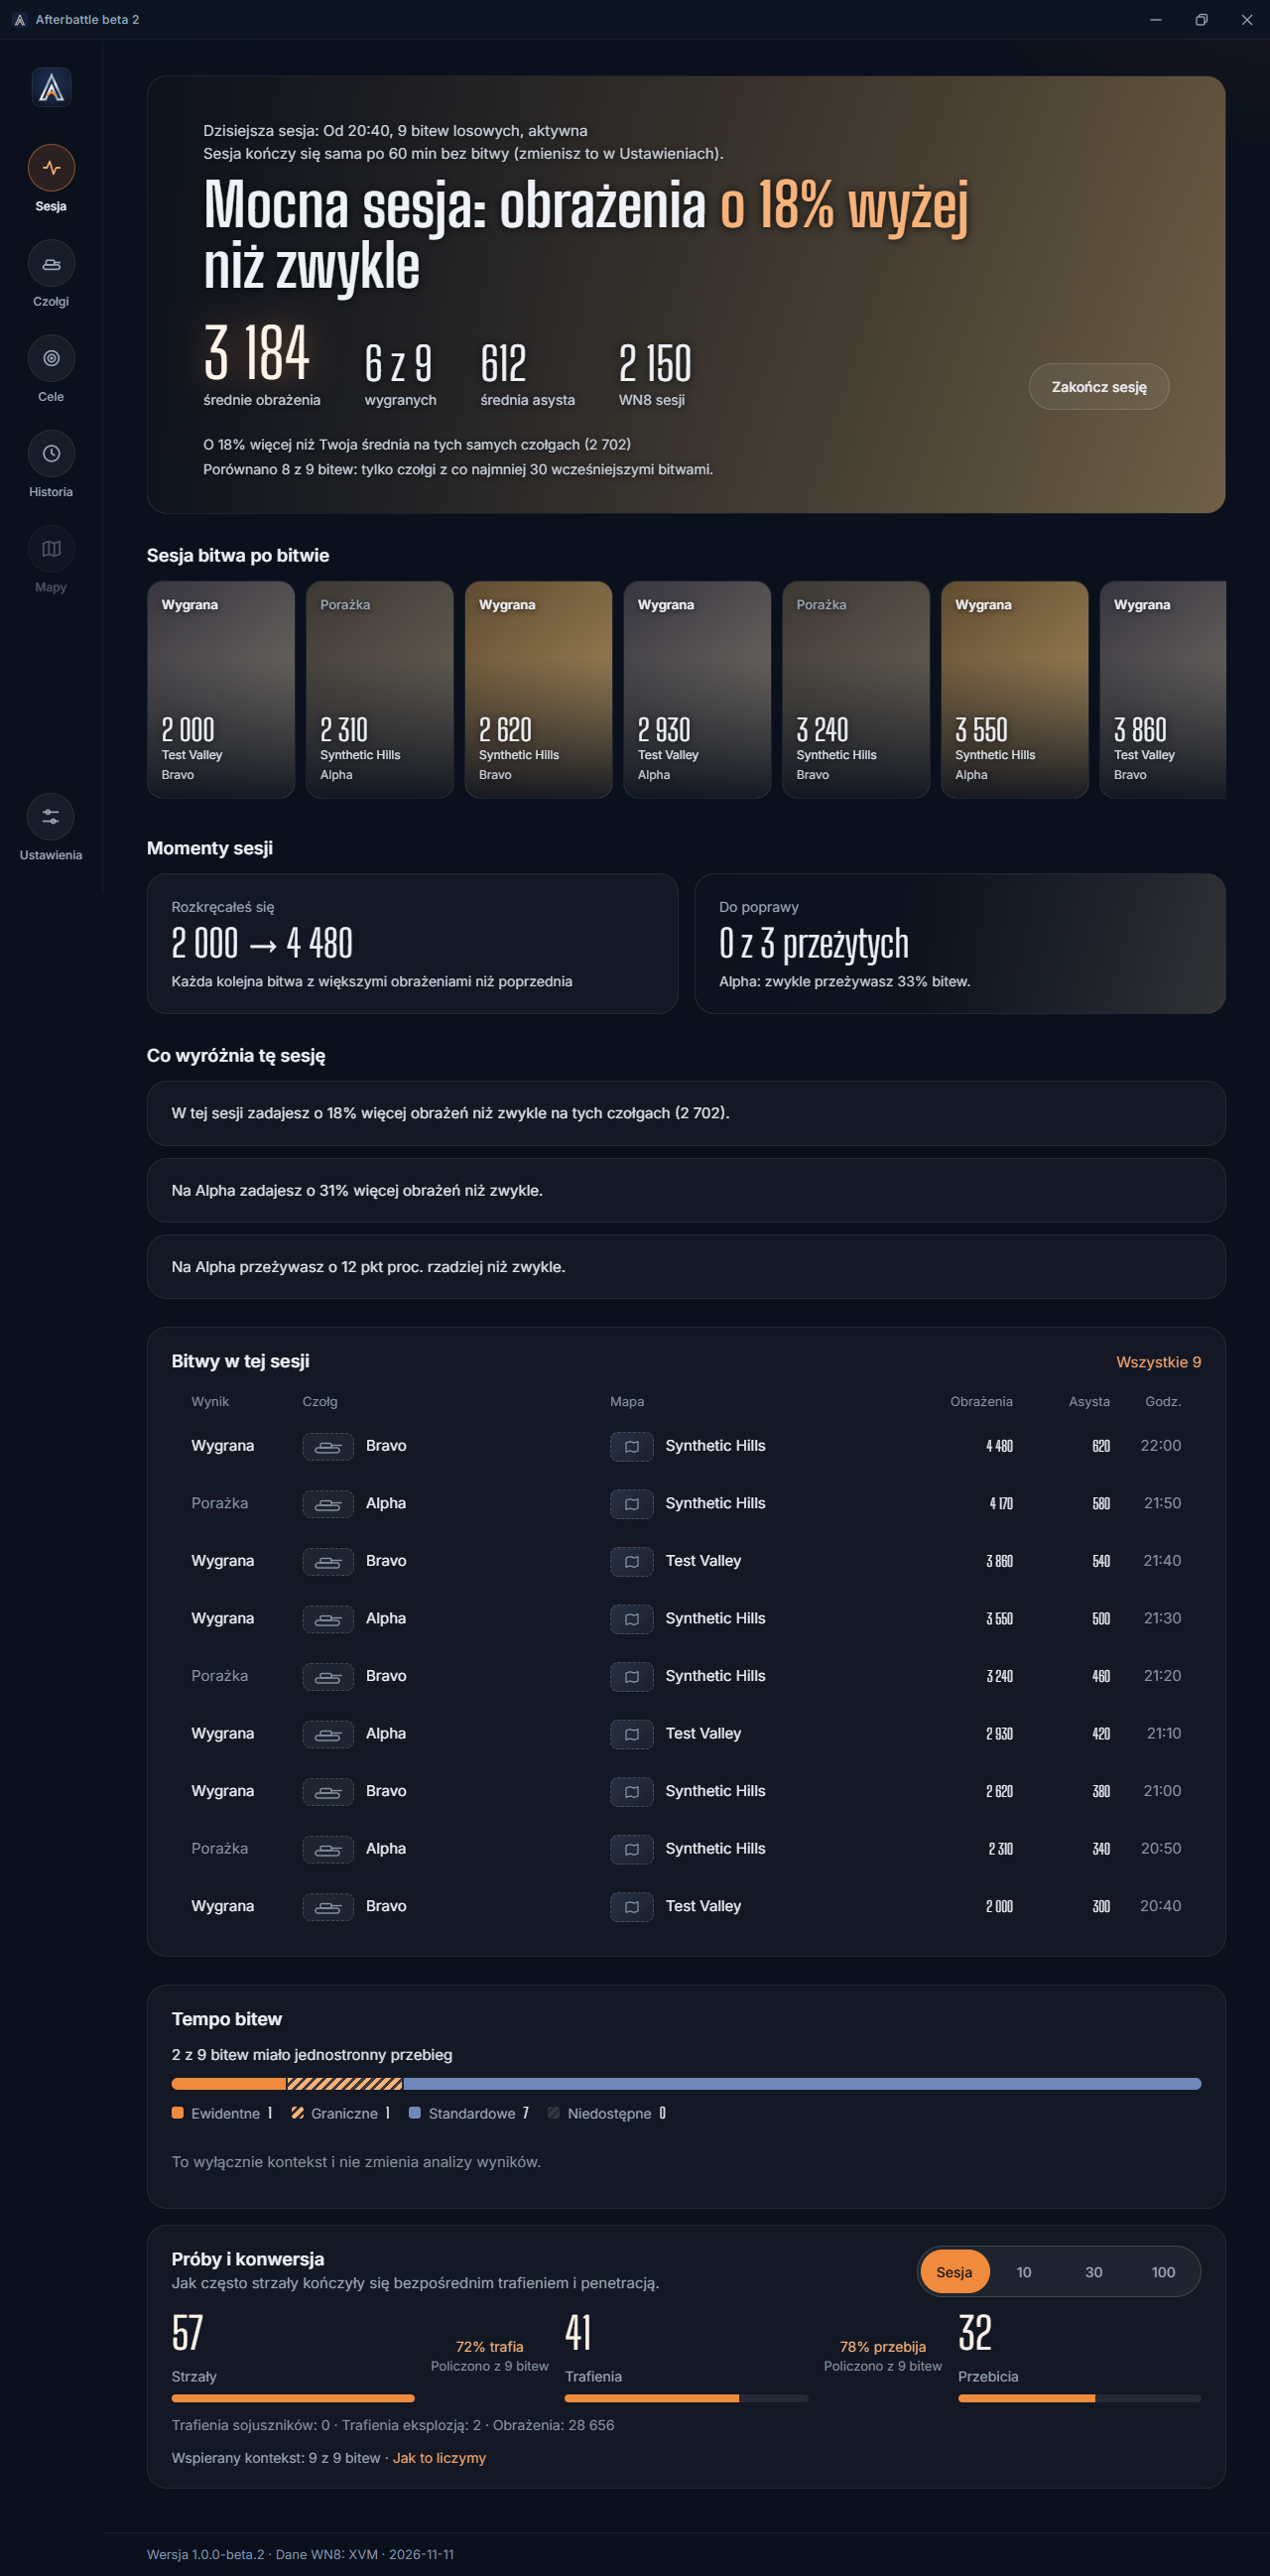 Afterbattle beta 2
Sesja
Czołgi
Cele
Historia
Mapy
Ustawienia
Dzisiejsza sesja: Od 20:40, 9 bitew losowych, aktywna
Sesja kończy się sama po 60 min bez bitwy (zmienisz to w Ustawieniach).
Mocna sesja: obrażenia o 18% wyżej
niż zwykle
3 184
średnie obrażenia
6 z 9
wygranych
612
średnia asysta
2 150
WN8 sesji
Zakończ sesję
O 18% więcej niż Twoja średnia na tych samych czołgach (2 702)
Porównano 8 z 9 bitew: tylko czołgi z co najmniej 30 wcześniejszymi bitwami.
Sesja bitwa po bitwie
Wygrana
2 000
Test Valley
Bravo
Porażka
2 310
Synthetic Hills
Alpha
Wygrana
2 620
Synthetic Hills
Bravo
Wygrana
2 930
Test Valley
Alpha
Porażka
3 240
Synthetic Hills
Bravo
Wygrana
3 550
Synthetic Hills
Alpha
Wygrana
3 860
Test Valley
Bravo
Momenty sesji
Rozkręcałeś się
2 000 → 4 480
Każda kolejna bitwa z większymi obrażeniami niż poprzednia
Do poprawy
0 z 3 przeżytych
Alpha: zwykle przeżywasz 33% bitew.
Co wyróżnia tę sesję
W tej sesji zadajesz o 18% więcej obrażeń niż zwykle na tych czołgach (2 702).
Na Alpha zadajesz o 31% więcej obrażeń niż zwykle.
Na Alpha przeżywasz o 12 pkt proc. rzadziej niż zwykle.
Bitwy w tej sesji
Wszystkie 9
Wynik Czołg Mapa Obrażenia Asysta Godz.
Wygrana Bravo Synthetic Hills 4 480 620 22:00
Porażka Alpha Synthetic Hills 4 170 580 21:50
Wygrana Bravo Test Valley 3 860 540 21:40
Wygrana Alpha Synthetic Hills 3 550 500 21:30
Porażka Bravo Synthetic Hills 3 240 460 21:20
Wygrana Alpha Test Valley 2 930 420 21:10
Wygrana Bravo Synthetic Hills 2 620 380 21:00
Porażka Alpha Synthetic Hills 2 310 340 20:50
Wygrana Bravo Test Valley 2 000 300 20:40
Tempo bitew
2 z 9 bitew miało jednostronny przebieg
Ewidentne 1 Graniczne 1 Standardowe 7 Niedostępne 0
To wyłącznie kontekst i nie zmienia analizy wyników.
Próby i konwersja
Jak często strzały kończyły się bezpośrednim trafieniem i penetracją.
Sesja 10 30 100
57
Strzały
72% trafia
Policzono z 9 bitew
41
Trafienia
78% przebija
Policzono z 9 bitew
32
Przebicia
Trafienia sojuszników: 0 · Trafienia eksplozją: 2 · Obrażenia: 28 656
Wspierany kontekst: 9 z 9 bitew · Jak to liczymy
Wersja 1.0.0-beta.2 · Dane WN8: XVM · 2026-11-11